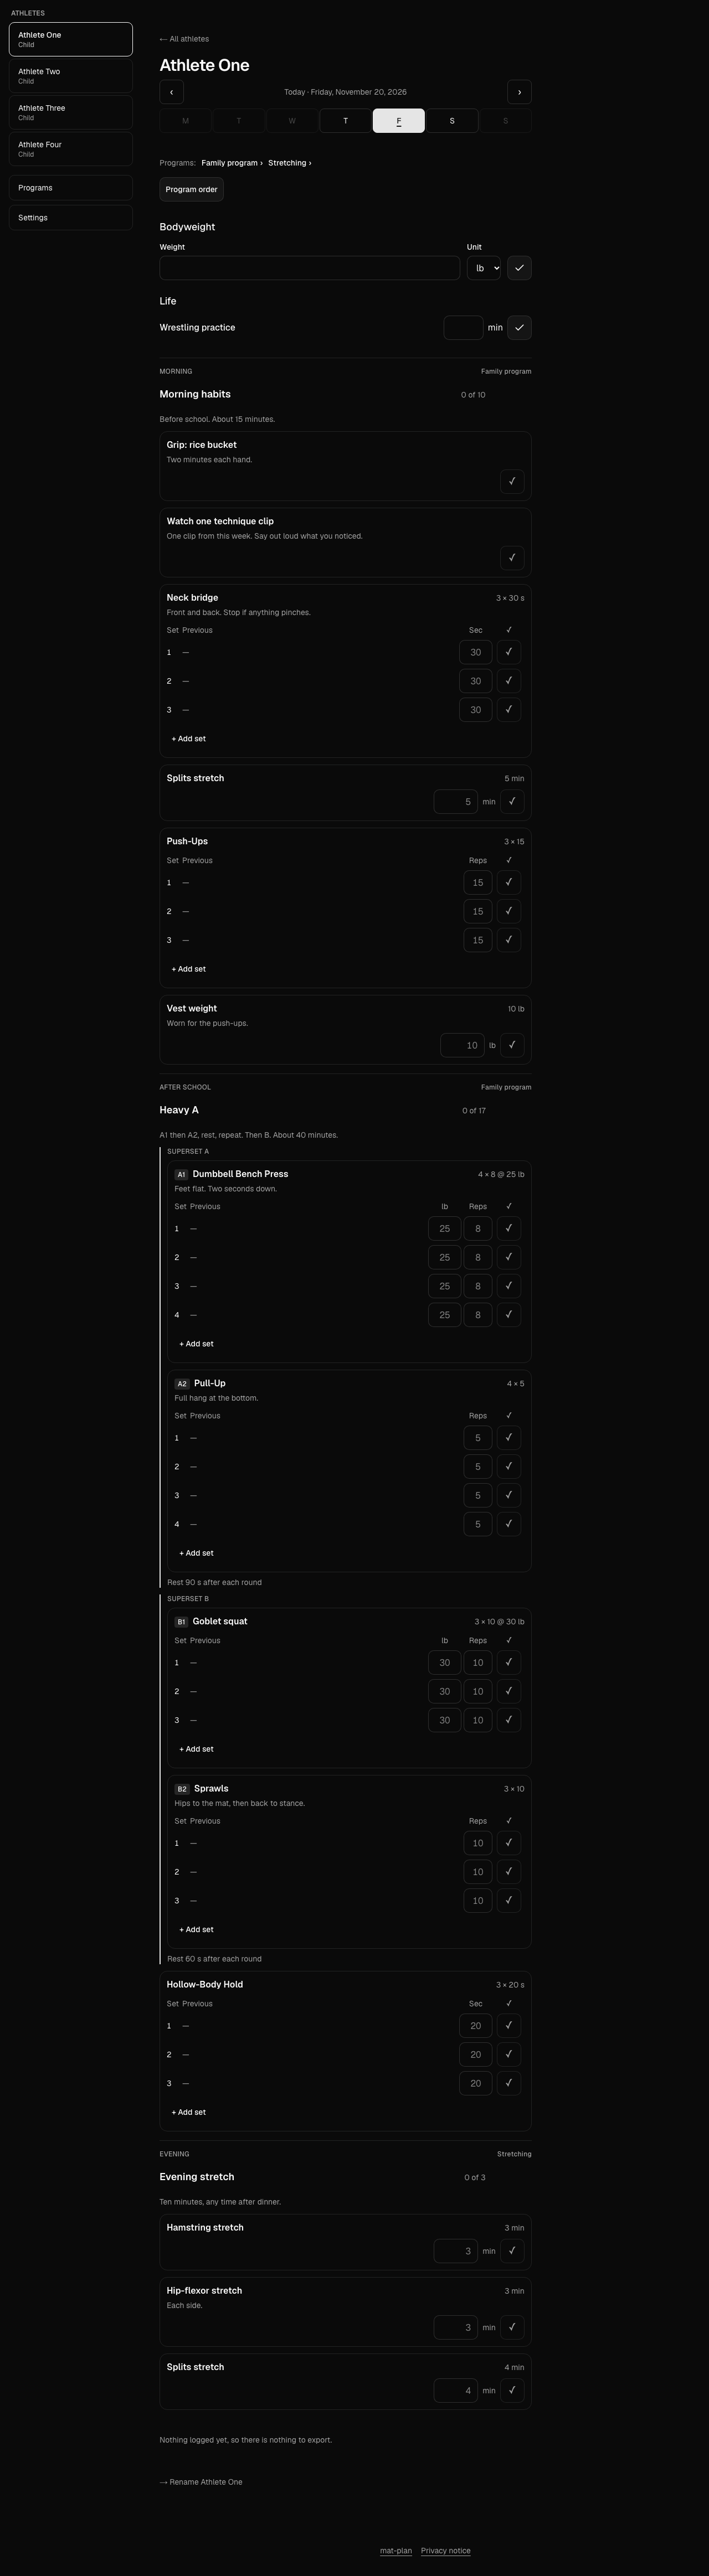 ATHLETES
Athlete One
Child
Athlete Two
Child
Athlete Three
Child
Athlete Four
Child
Programs
Settings
← All athletes
Athlete One
‹ Today · Friday, November 20, 2026 ›
M T W T F S S
Programs: Family program › Stretching ›
Program order
Bodyweight
Weight Unit
lb ✓
Life
Wrestling practice min ✓
MORNING Family program
Morning habits 0 of 10
Before school. About 15 minutes.
Grip: rice bucket
Two minutes each hand.
✓
Watch one technique clip
One clip from this week. Say out loud what you noticed.
✓
Neck bridge 3 × 30 s
Front and back. Stop if anything pinches.
Set Previous Sec ✓
1 — 30 ✓
2 — 30 ✓
3 — 30 ✓
+ Add set
Splits stretch 5 min
5 min ✓
Push-Ups 3 × 15
Set Previous Reps ✓
1 — 15 ✓
2 — 15 ✓
3 — 15 ✓
+ Add set
Vest weight 10 lb
Worn for the push-ups.
10 lb ✓
AFTER SCHOOL Family program
Heavy A 0 of 17
A1 then A2, rest, repeat. Then B. About 40 minutes.
SUPERSET A
A1 Dumbbell Bench Press 4 × 8 @ 25 lb
Feet flat. Two seconds down.
Set Previous lb Reps ✓
1 — 25 8 ✓
2 — 25 8 ✓
3 — 25 8 ✓
4 — 25 8 ✓
+ Add set
A2 Pull-Up 4 × 5
Full hang at the bottom.
Set Previous Reps ✓
1 — 5 ✓
2 — 5 ✓
3 — 5 ✓
4 — 5 ✓
+ Add set
Rest 90 s after each round
SUPERSET B
B1 Goblet squat 3 × 10 @ 30 lb
Set Previous lb Reps ✓
1 — 30 10 ✓
2 — 30 10 ✓
3 — 30 10 ✓
+ Add set
B2 Sprawls 3 × 10
Hips to the mat, then back to stance.
Set Previous Reps ✓
1 — 10 ✓
2 — 10 ✓
3 — 10 ✓
+ Add set
Rest 60 s after each round
Hollow-Body Hold 3 × 20 s
Set Previous Sec ✓
1 — 20 ✓
2 — 20 ✓
3 — 20 ✓
+ Add set
EVENING Stretching
Evening stretch 0 of 3
Ten minutes, any time after dinner.
Hamstring stretch 3 min
3 min ✓
Hip-flexor stretch 3 min
Each side.
3 min ✓
Splits stretch 4 min
4 min ✓
Nothing logged yet, so there is nothing to export.
→ Rename Athlete One
mat-plan Privacy notice